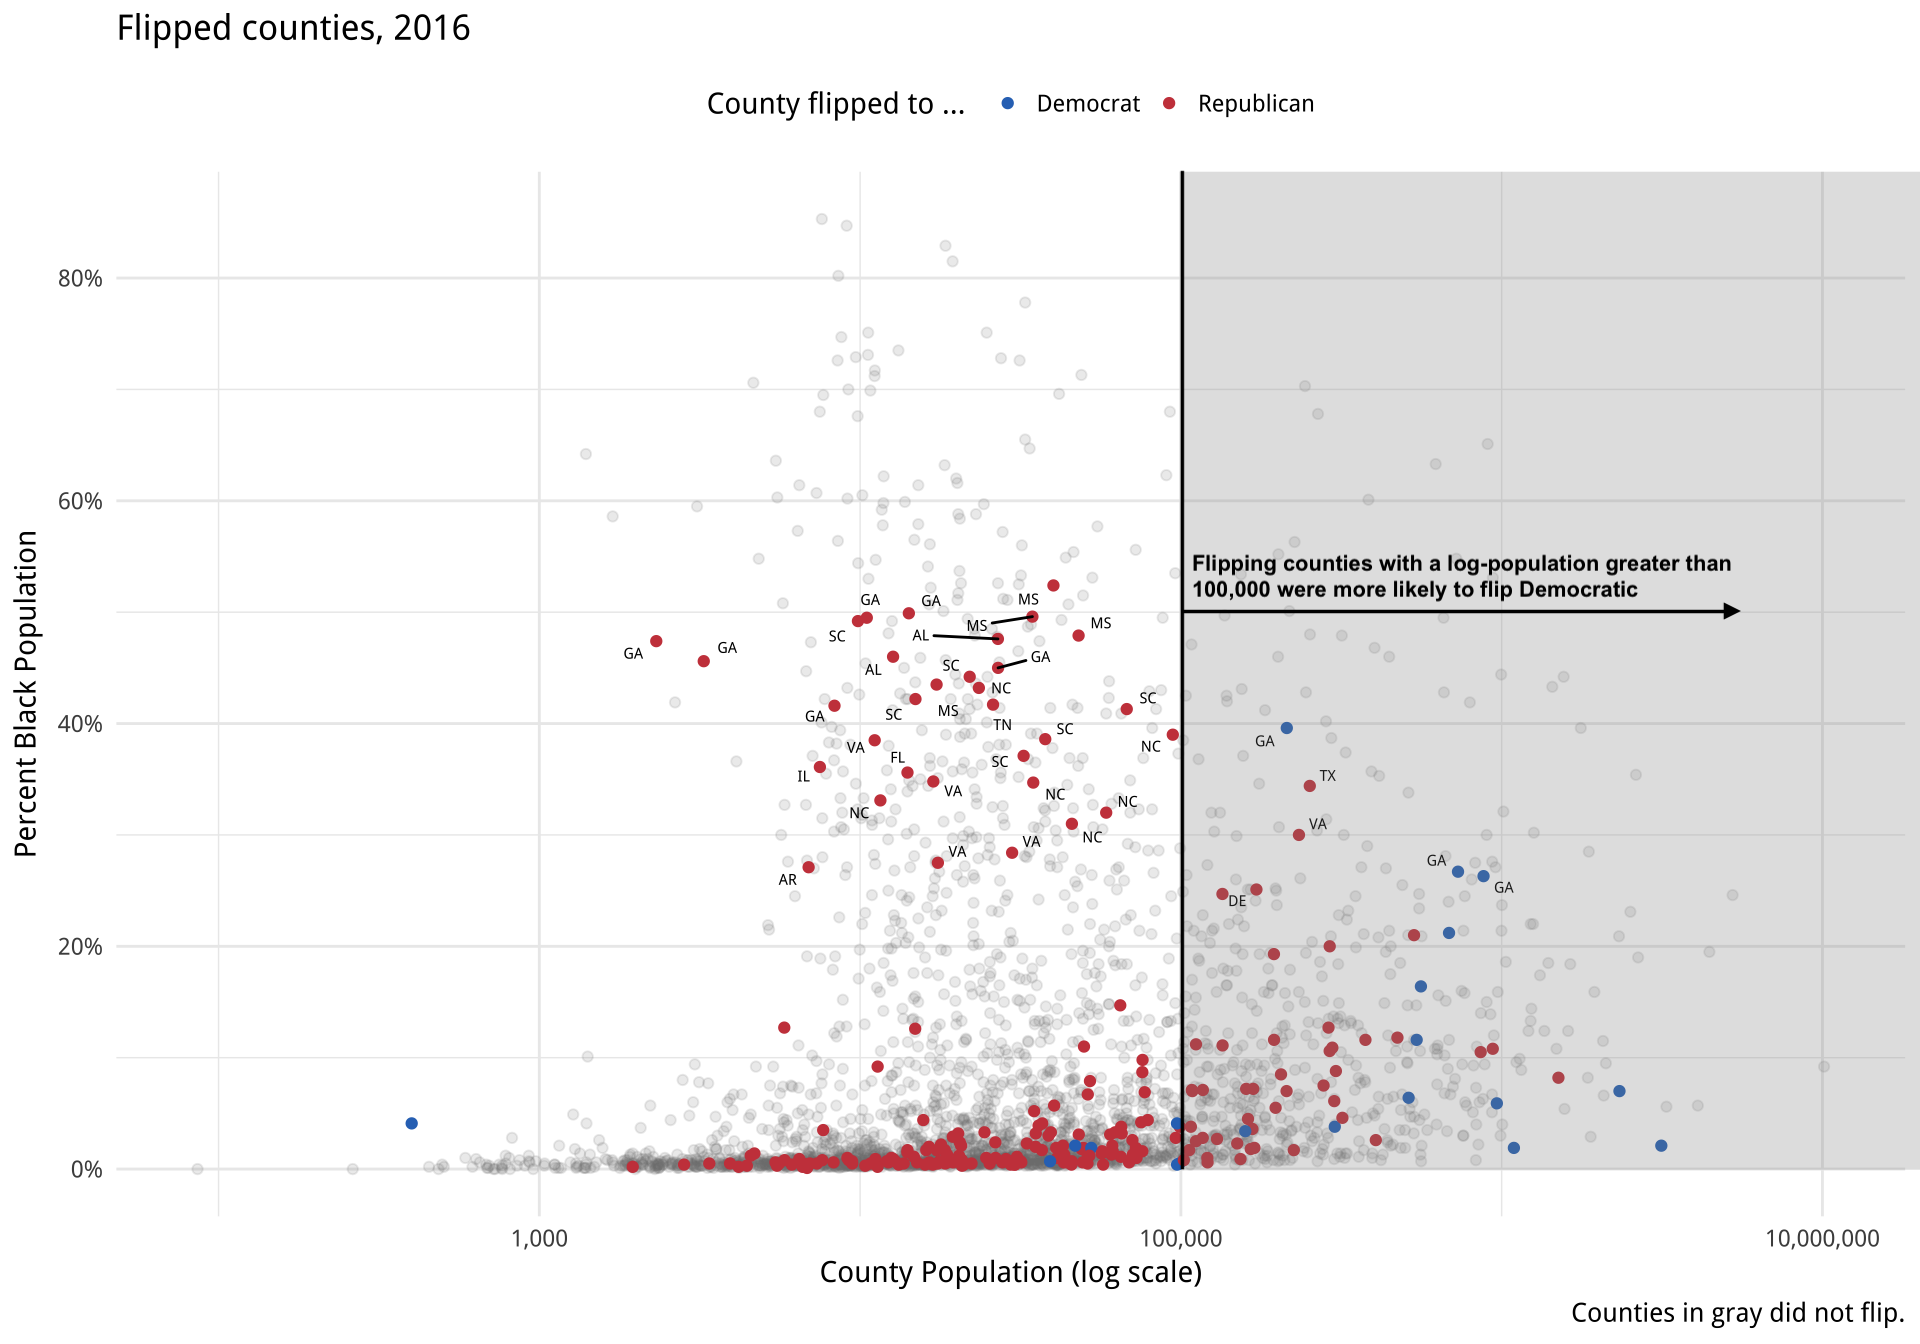 Flipped counties, 2016
County flipped to ... Democrat Republican
Percent Black Population
80%
60%
40%
20%
0%
Flipping counties with a log-population greater than
100,000 were more likely to flip Democratic
GA
GA
MS
MS
MS
SC
AL
GA
GA
GA
AL
SC
NC
SC
GA
SC
MS
TN
SC
NC
GA
VA
FL
SC
IL
VA
NC
NC
TX
NC
NC
VA
VA
VA
GA
AR
GA
DE
1,000
100,000
10,000,000
County Population (log scale)
Counties in gray did not flip.